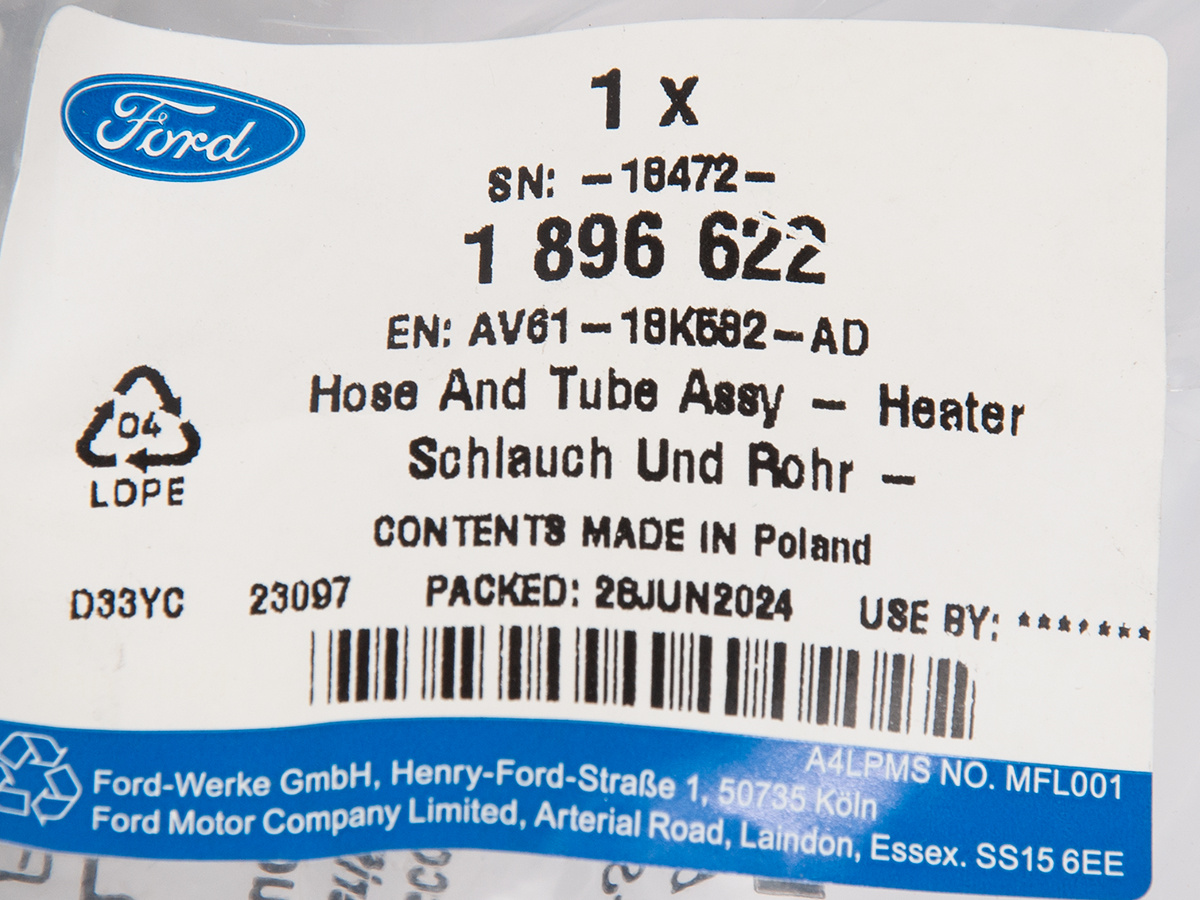 Ford
1 x
SN: -18472-
1 896 622
EN: AV61-18K582-AD
Hose And Tube Assy - Heater
Schlauch Und Rohr -
04
LDPE
CONTENTS MADE IN Poland
D33YC 23097 PACKED: 28JUN2024 USE BY: *******
A4LPMS NO. MFL001
Ford-Werke GmbH, Henry-Ford-Straße 1, 50735 Köln
Ford Motor Company Limited, Arterial Road, Laindon, Essex. SS15 6EE